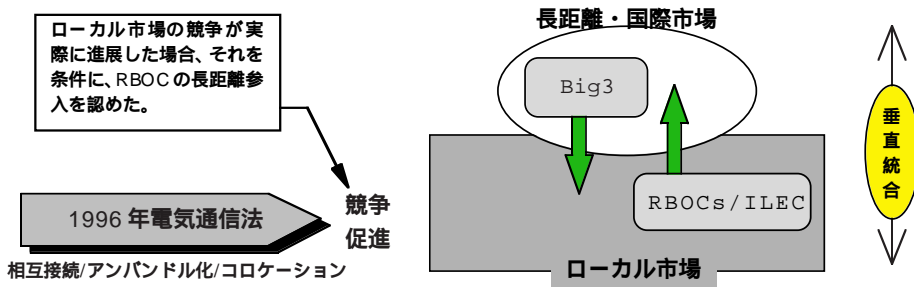 ローカル市場の競争が実
際に進展した場合、それを
条件に、RBOCの長距離参
入を認めた。
1996 年電気通信法
競争
促進
相互接続/アンバンドル化/コロケーション
長距離・国際市場
Big3
RBOCs/ILEC
ローカル市場
垂
直
統
合